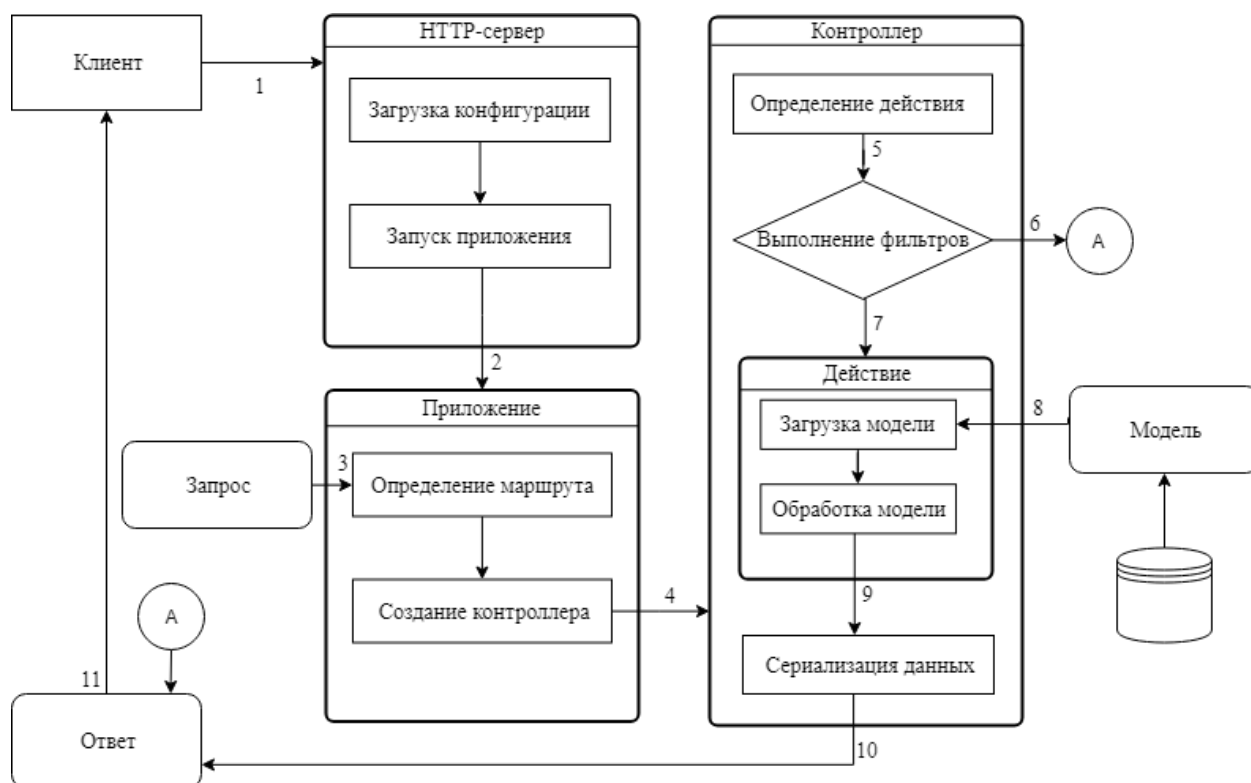 Клиент
1
HTTP-сервер
Загрузка конфигурации
Запуск приложения
2
Приложение
Запрос
3
Определение маршрута
Создание контроллера
4
Контроллер
Определение действия
5
Выполнение фильтров
6
A
7
Действие
Загрузка модели
8
Модель
Обработка модели
9
Сериализация данных
10
A
Ответ
11